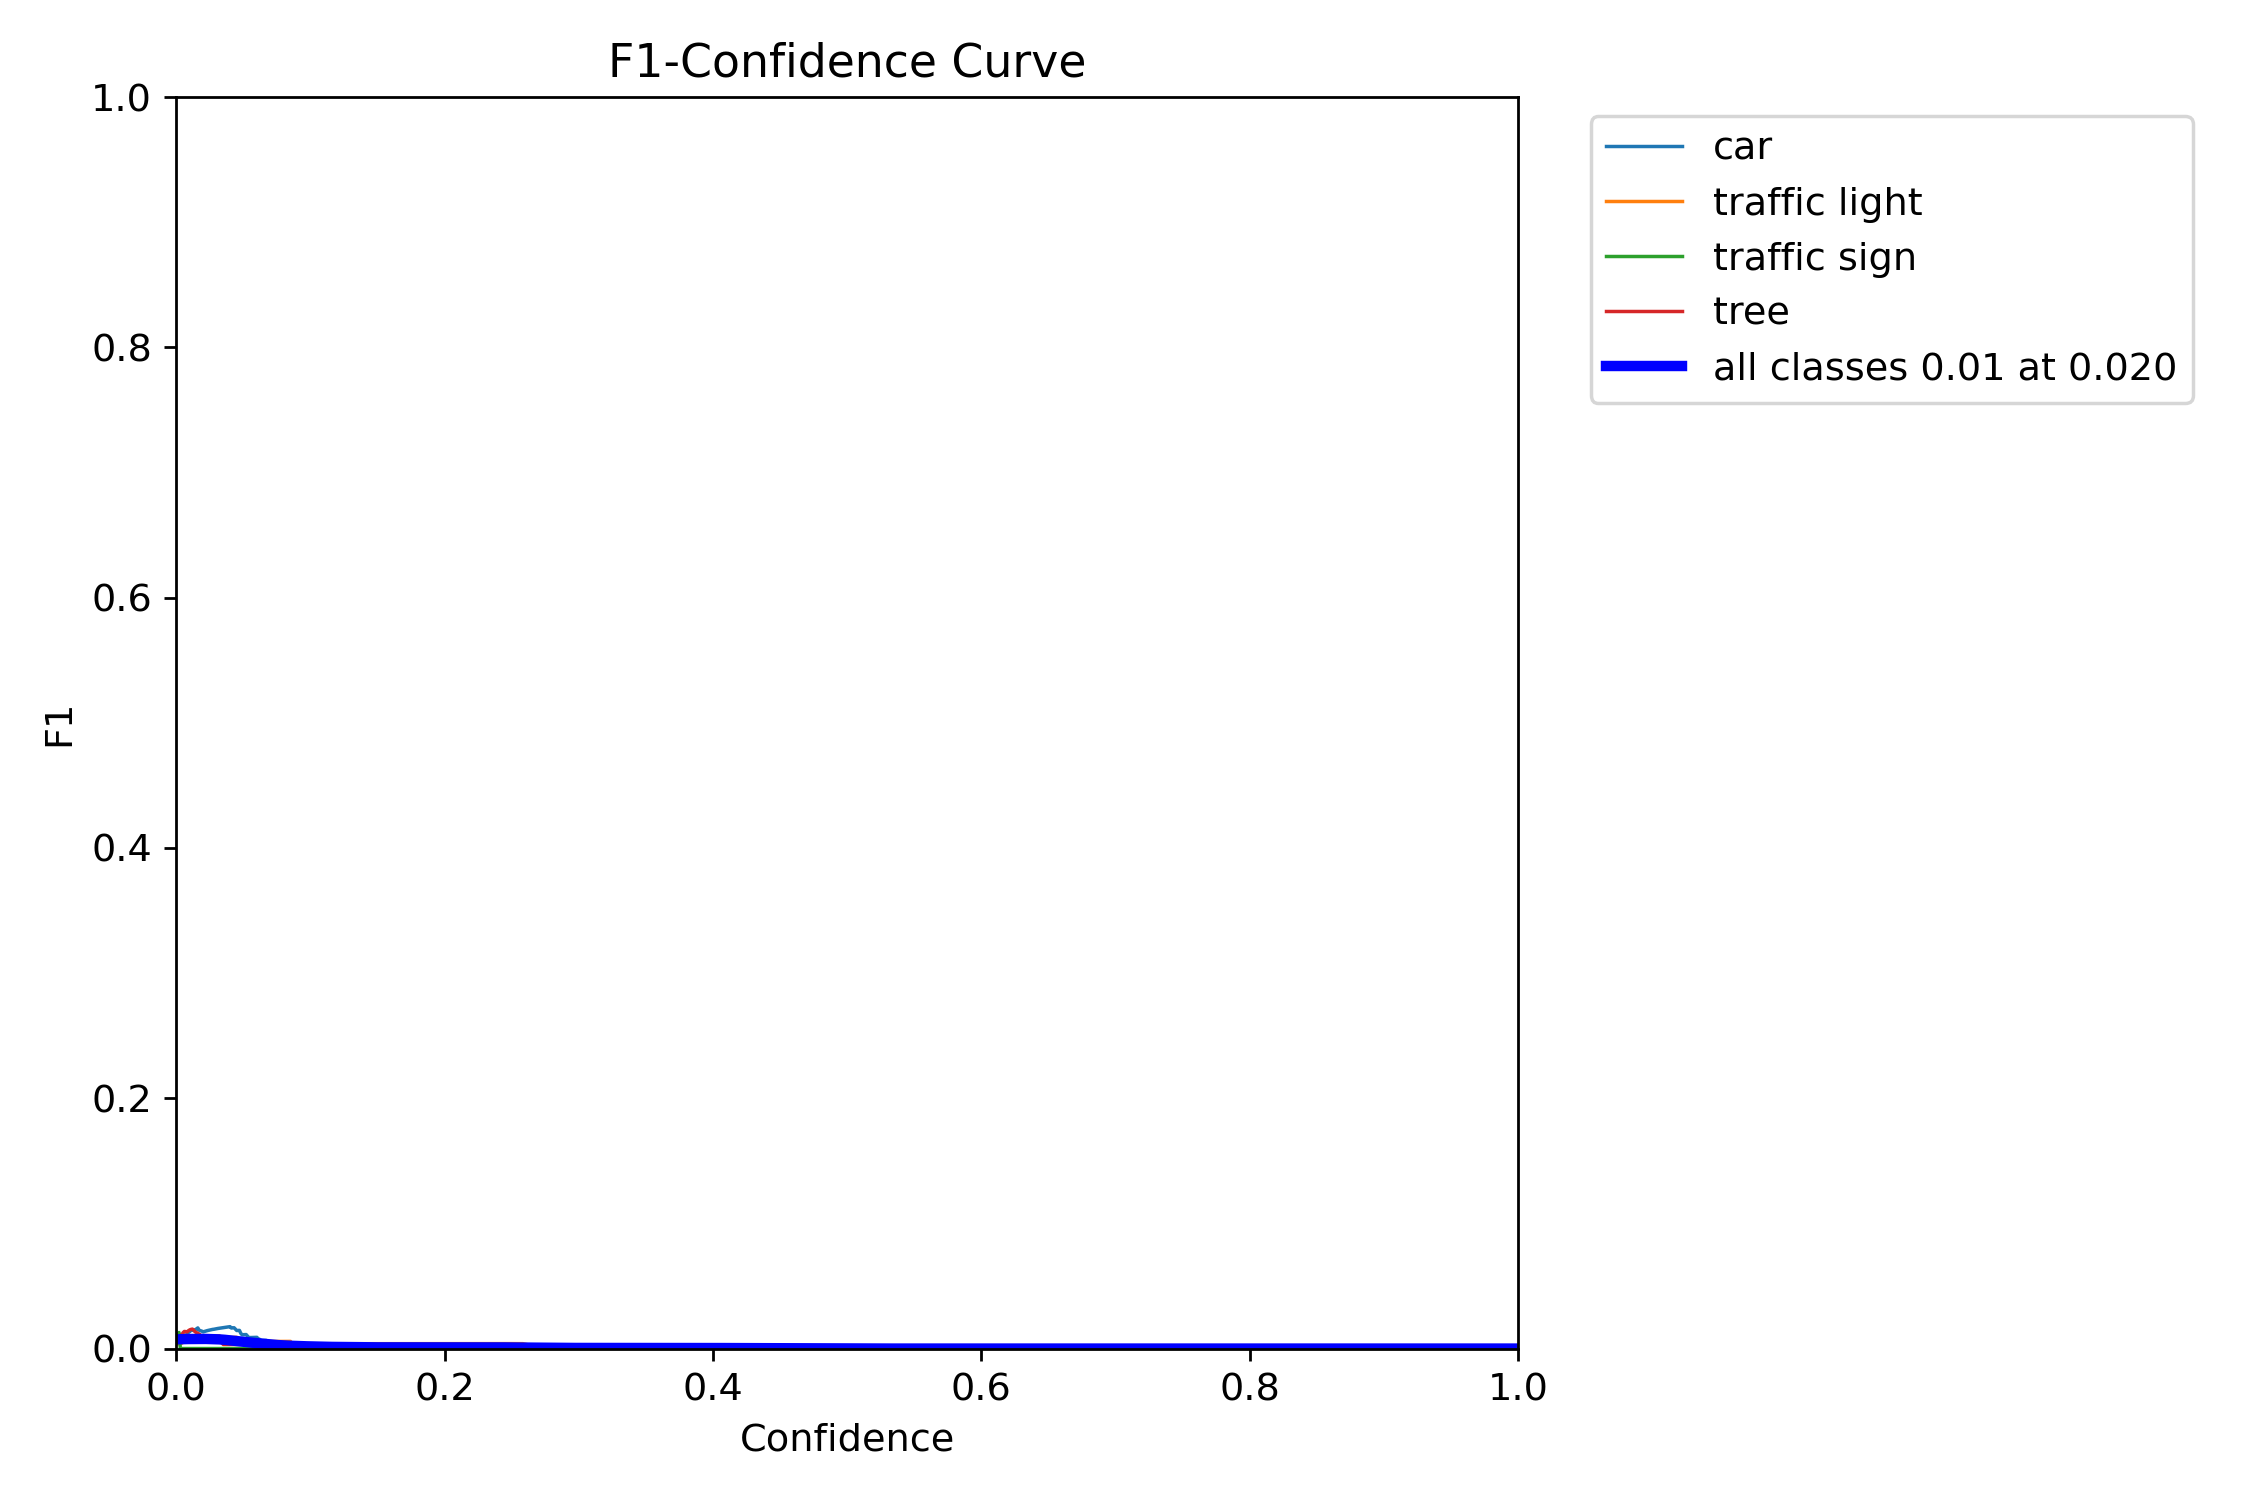 F1-Confidence Curve
1.0
0.8
0.6
0.4
0.2
0.0
F1
0.0 0.2 0.4 0.6 0.8 1.0
Confidence
car
traffic light
traffic sign
tree
all classes 0.01 at 0.020